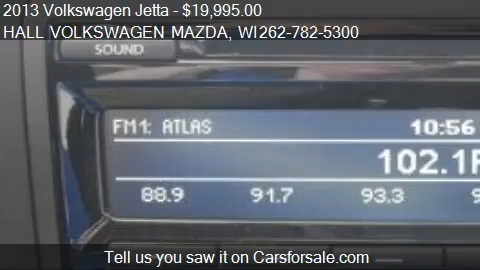 2013 Volkswagen Jetta - $19,995.00
HALL VOLKSWAGEN MAZDA, WI262-782-5300
SOUND
FM1: ATLAS 10:56
102.1
88.9 91.7 93.3
Tell us you saw it on Carsforsale.com